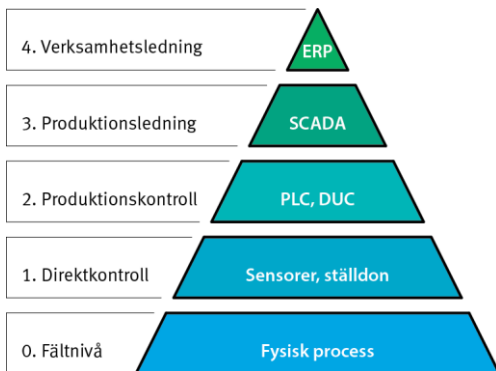 4. Verksamhetsledning
ERP
3. Produktionsledning
SCADA
2. Produktionskontroll
PLC, DUC
1. Direktkontroll
Sensorer, ställdon
0. Fältnivå
Fysisk process